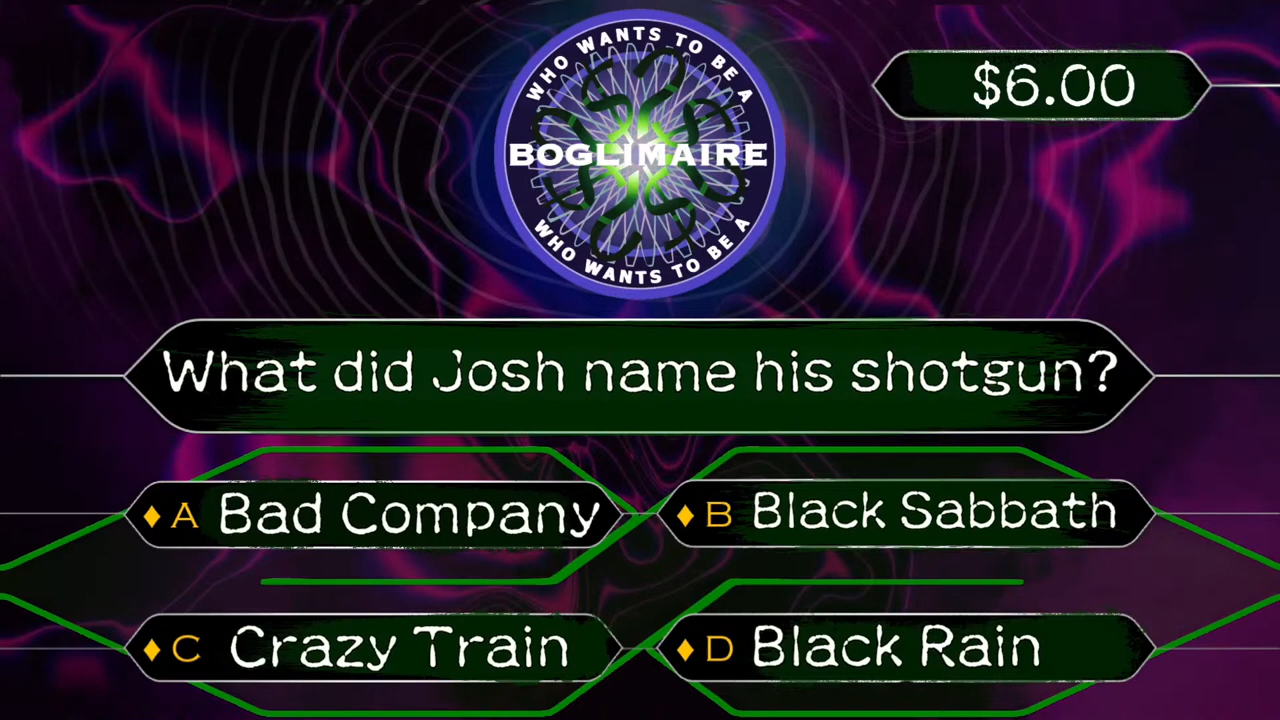 WHO WANTS TO BE A
BOGLIMAIRE
WHO WANTS TO BE A
$6.00
What did Josh name his shotgun?
A Bad Company
B Black Sabbath
C Crazy Train
D Black Rain